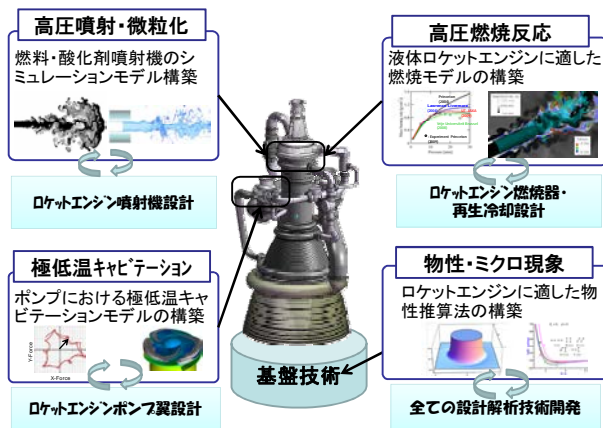 高圧噴射・微粒化
燃料・酸化剤噴射機のシ
ミュレーションモデル構築
ロケットエンジン噴射機設計
高圧燃焼反応
液体ロケットエンジンに適した
燃焼モデルの構築
ロケットエンジン燃焼器・
再生冷却設計
極低温キャビテーション
ポンプにおける極低温キャ
ビテーションモデルの構築
Y-Force
X-Force
ロケットエンジンポンプ翼設計
物性・ミクロ現象
ロケットエンジンに適した物
性推算法の構築
全ての設計解析技術開発
基盤技術